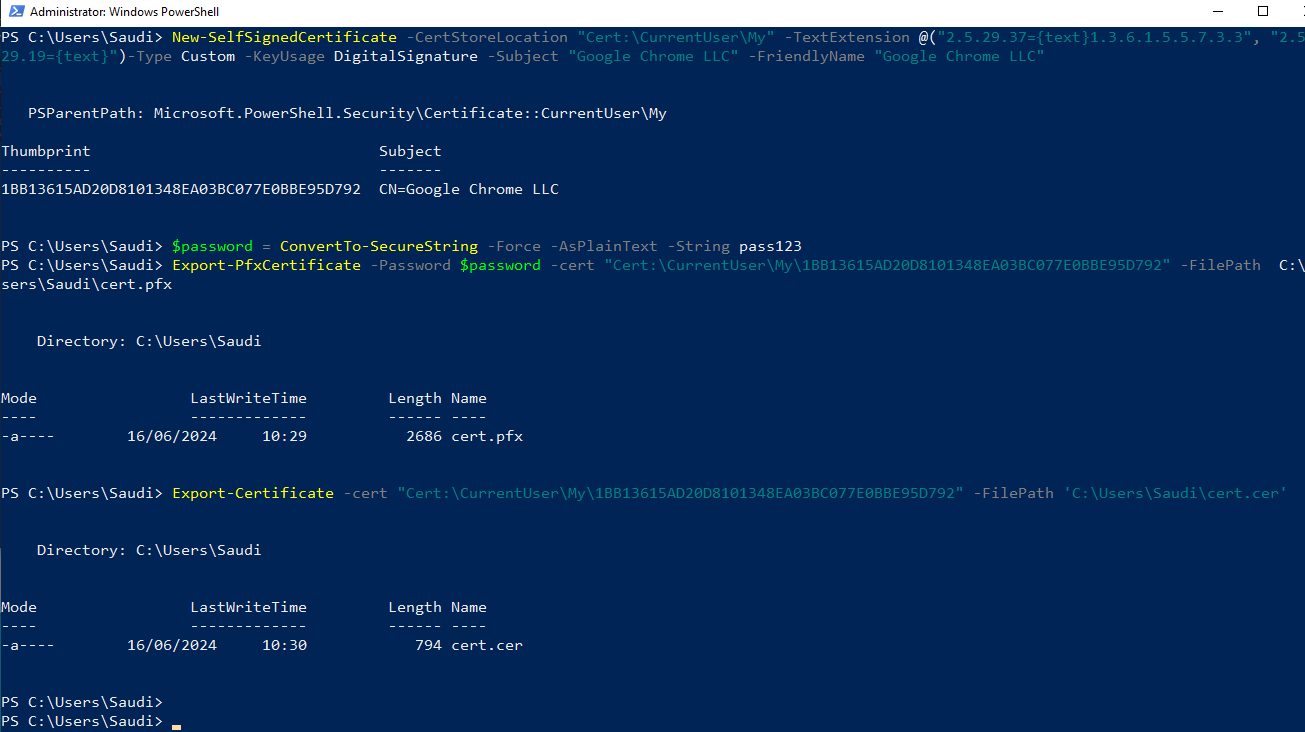 Administrator: Windows PowerShell
PS C:\Users\Saudi> New-SelfSignedCertificate -CertStoreLocation "Cert:\CurrentUser\My" -TextExtension @("2.5.29.37={text}1.3.6.1.5.5.7.3.3", "2.5
29.19={text}")-Type Custom -KeyUsage DigitalSignature -Subject "Google Chrome LLC" -FriendlyName "Google Chrome LLC"
PSParentPath: Microsoft.PowerShell.Security\Certificate::CurrentUser\My
Thumbprint Subject
---------- -------
1BB13615AD20D8101348EA03BC077E0BBE95D792 CN=Google Chrome LLC
PS C:\Users\Saudi> $password = ConvertTo-SecureString -Force -AsPlainText -String pass123
PS C:\Users\Saudi> Export-PfxCertificate -Password $password -cert "Cert:\CurrentUser\My\1BB13615AD20D8101348EA03BC077E0BBE95D792" -FilePath  C:\
sers\Saudi\cert.pfx
Directory: C:\Users\Saudi
Mode LastWriteTime Length Name
---- ------------- ------ ----
-a---- 16/06/2024 10:29 2686 cert.pfx
PS C:\Users\Saudi> Export-Certificate -cert "Cert:\CurrentUser\My\1BB13615AD20D8101348EA03BC077E0BBE95D792" -FilePath 'C:\Users\Saudi\cert.cer'
Directory: C:\Users\Saudi
Mode LastWriteTime Length Name
---- ------------- ------ ----
-a---- 16/06/2024 10:30 794 cert.cer
PS C:\Users\Saudi>
PS C:\Users\Saudi> _